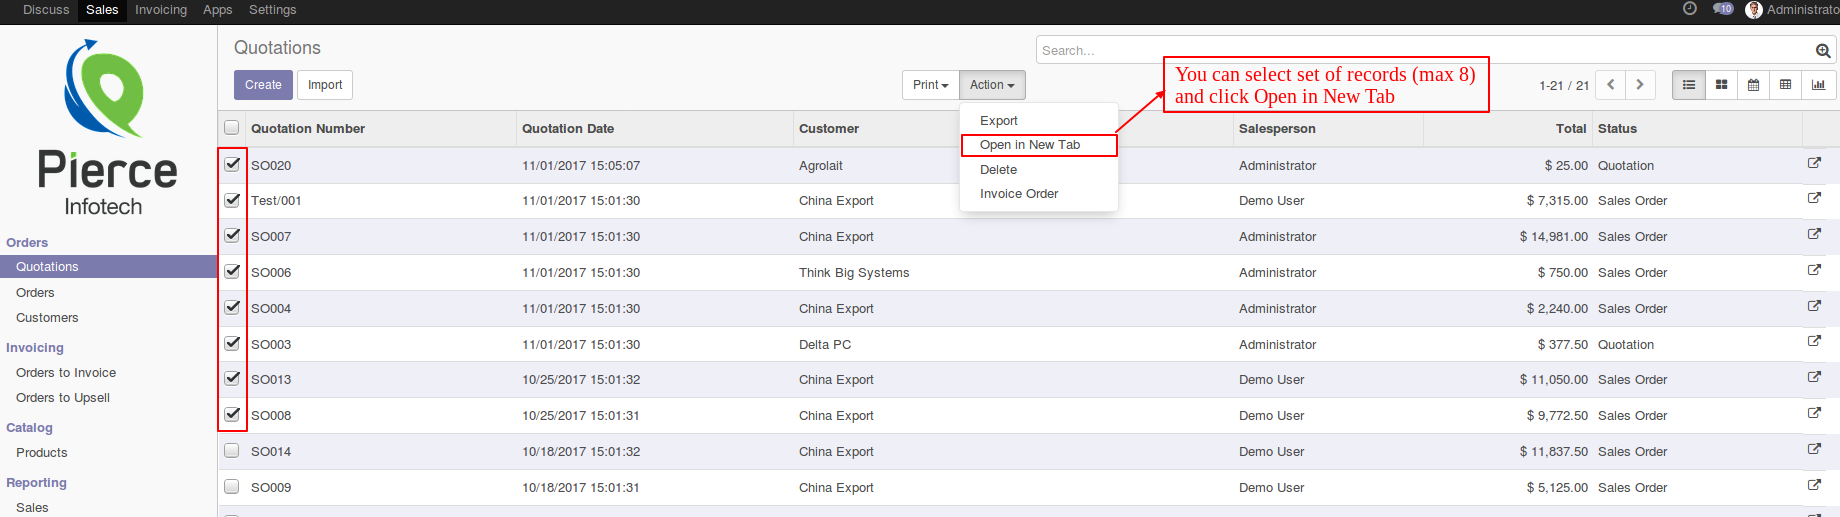 Discuss Sales Invoicing Apps Settings 10 Administrato
Quotations
Search...
Create Import Print Action 1-21 / 21
You can select set of records (max 8)
and click Open in New Tab
Export
Open in New Tab
Delete
Invoice Order
Pierce
Infotech
Orders
Quotations
Orders
Customers
Invoicing
Orders to Invoice
Orders to Upsell
Catalog
Products
Reporting
Sales
Quotation Number Quotation Date Customer Salesperson Total Status
SO020 11/01/2017 15:05:07 Agrolait Administrator $ 25.00 Quotation
Test/001 11/01/2017 15:01:30 China Export Demo User $ 7,315.00 Sales Order
SO007 11/01/2017 15:01:30 China Export Administrator $ 14,981.00 Sales Order
SO006 11/01/2017 15:01:30 Think Big Systems Administrator $ 750.00 Sales Order
SO004 11/01/2017 15:01:30 China Export Administrator $ 2,240.00 Sales Order
SO003 11/01/2017 15:01:30 Delta PC Administrator $ 377.50 Quotation
SO013 10/25/2017 15:01:32 China Export Demo User $ 11,050.00 Sales Order
SO008 10/25/2017 15:01:31 China Export Demo User $ 9,772.50 Sales Order
SO014 10/18/2017 15:01:32 China Export Demo User $ 11,837.50 Sales Order
SO009 10/18/2017 15:01:31 China Export Demo User $ 5,125.00 Sales Order